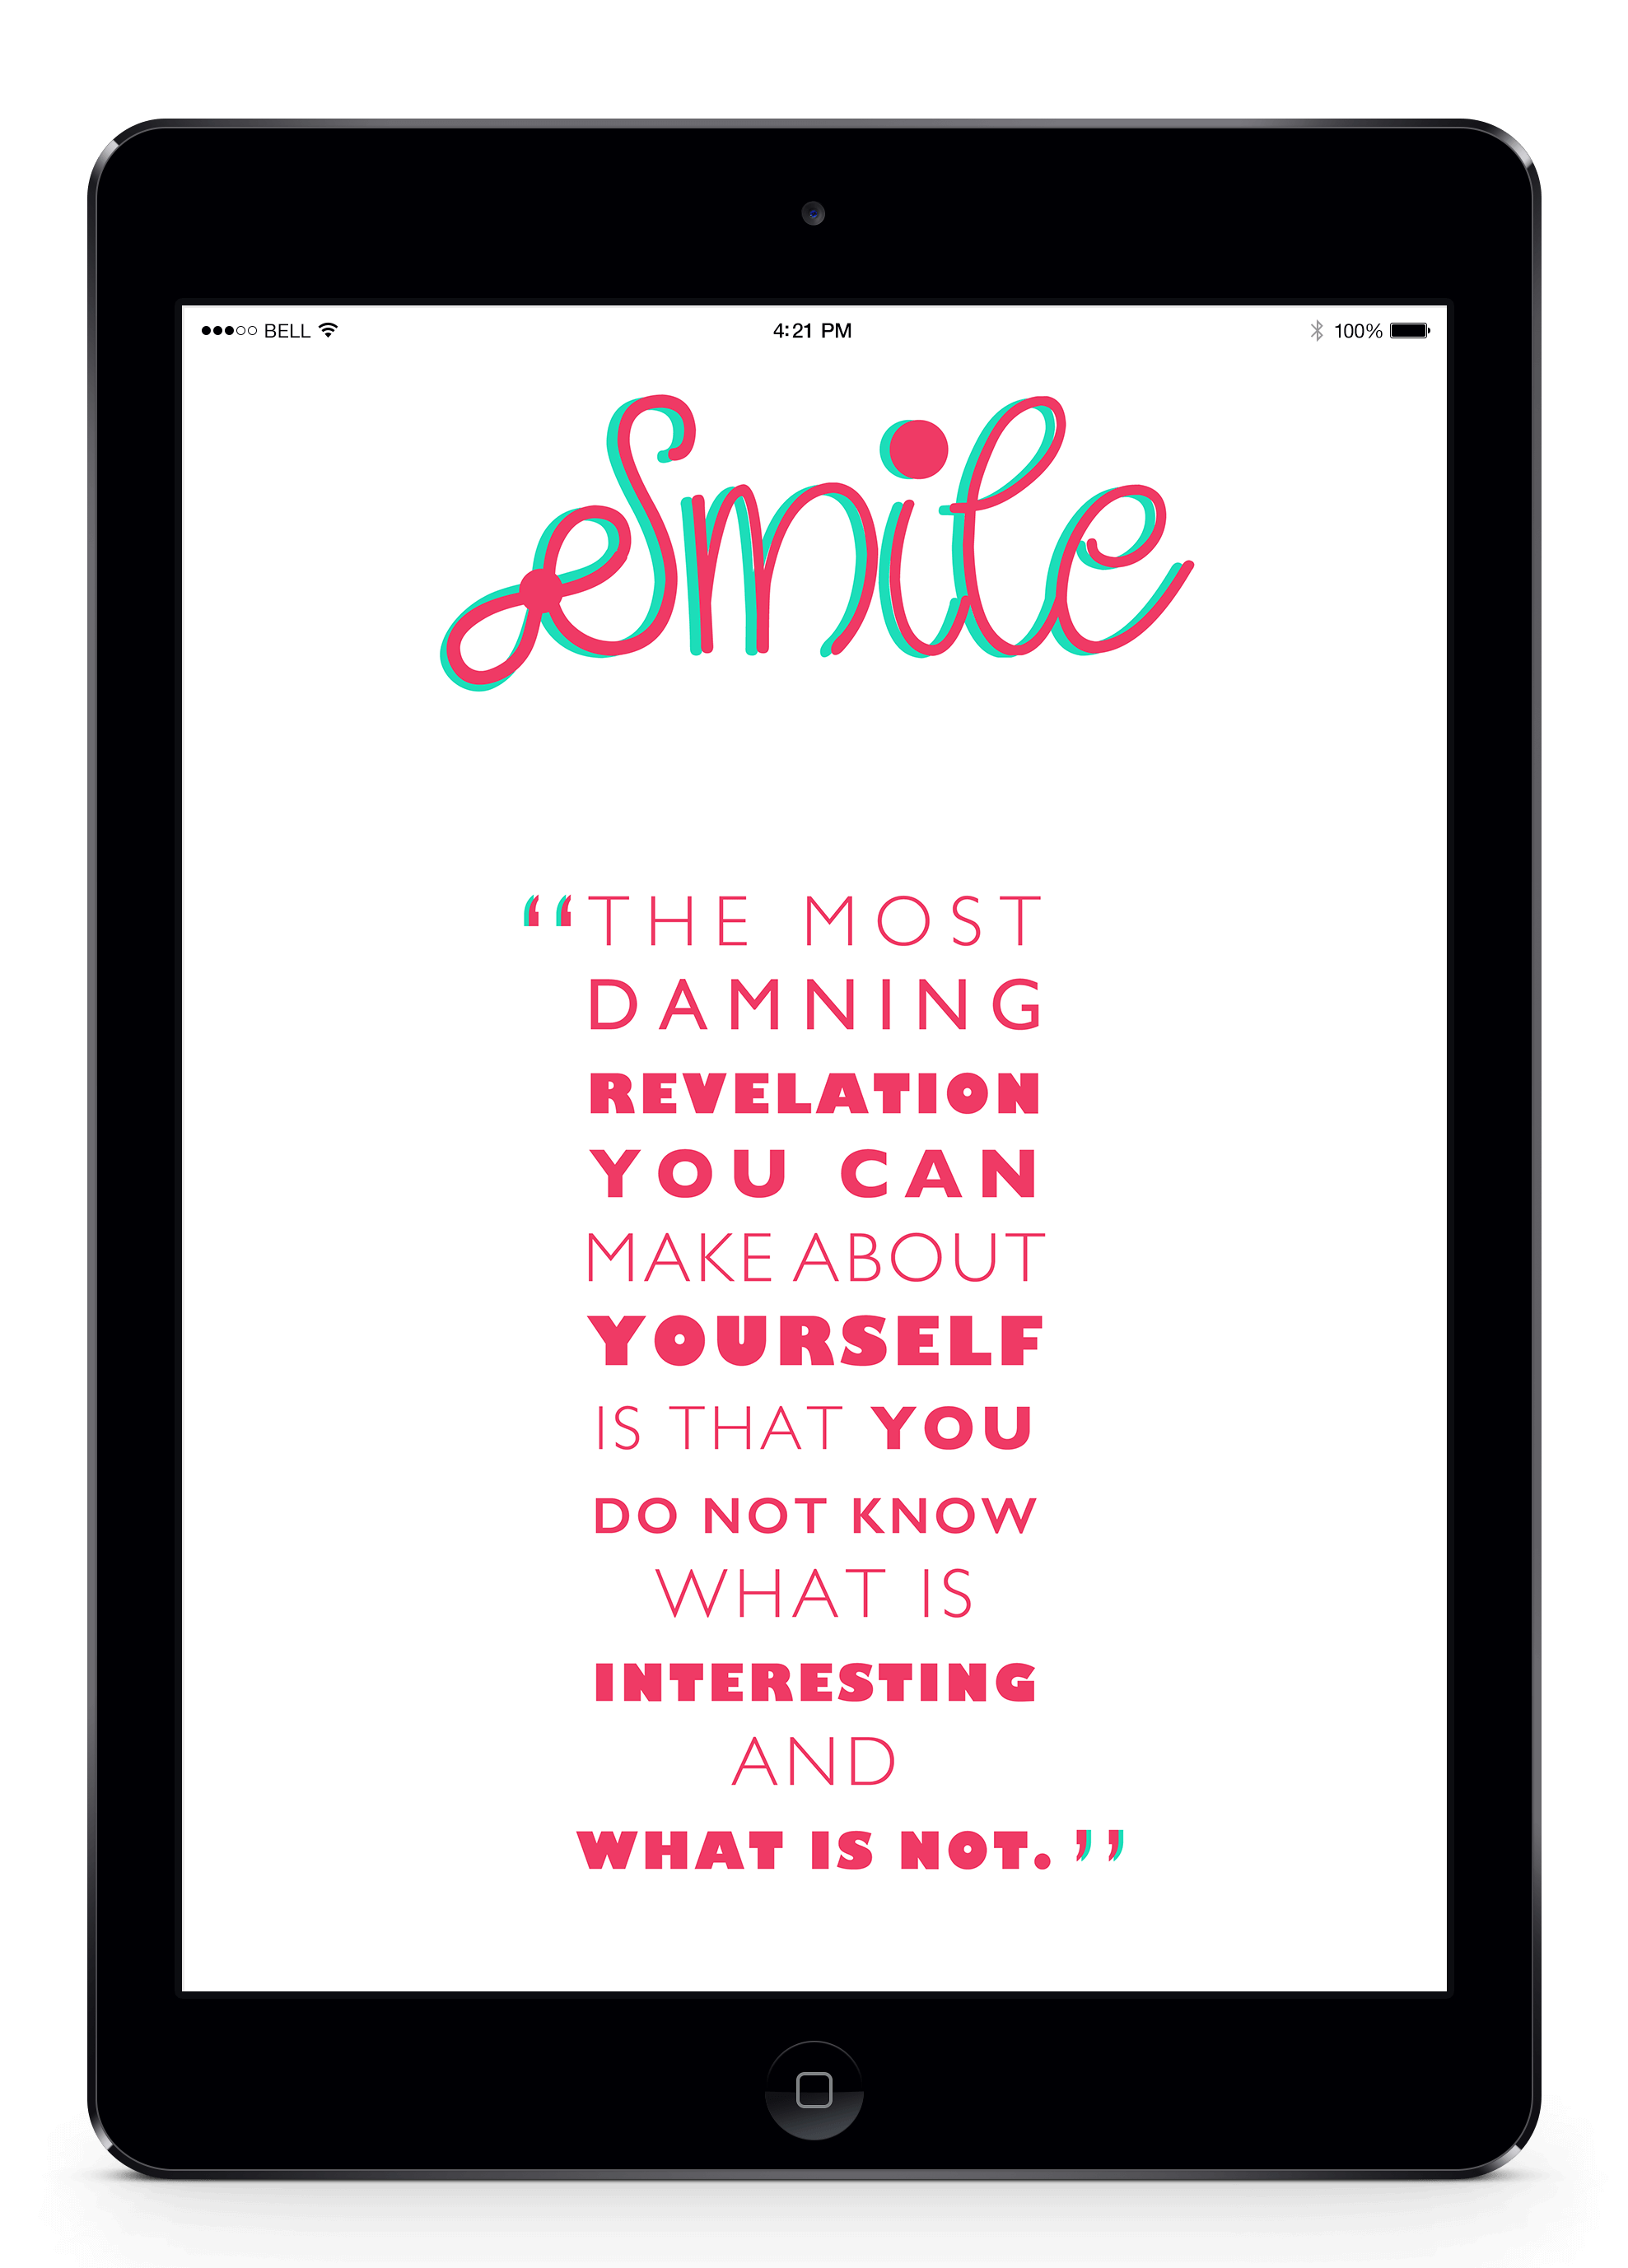 ●●●○○ BELL 4:21 PM 100%
Smile
“THE MOST
DAMNING
REVELATION
YOU CAN
MAKE ABOUT
YOURSELF
IS THAT YOU
DO NOT KNOW
WHAT IS
INTERESTING
AND
WHAT IS NOT.”